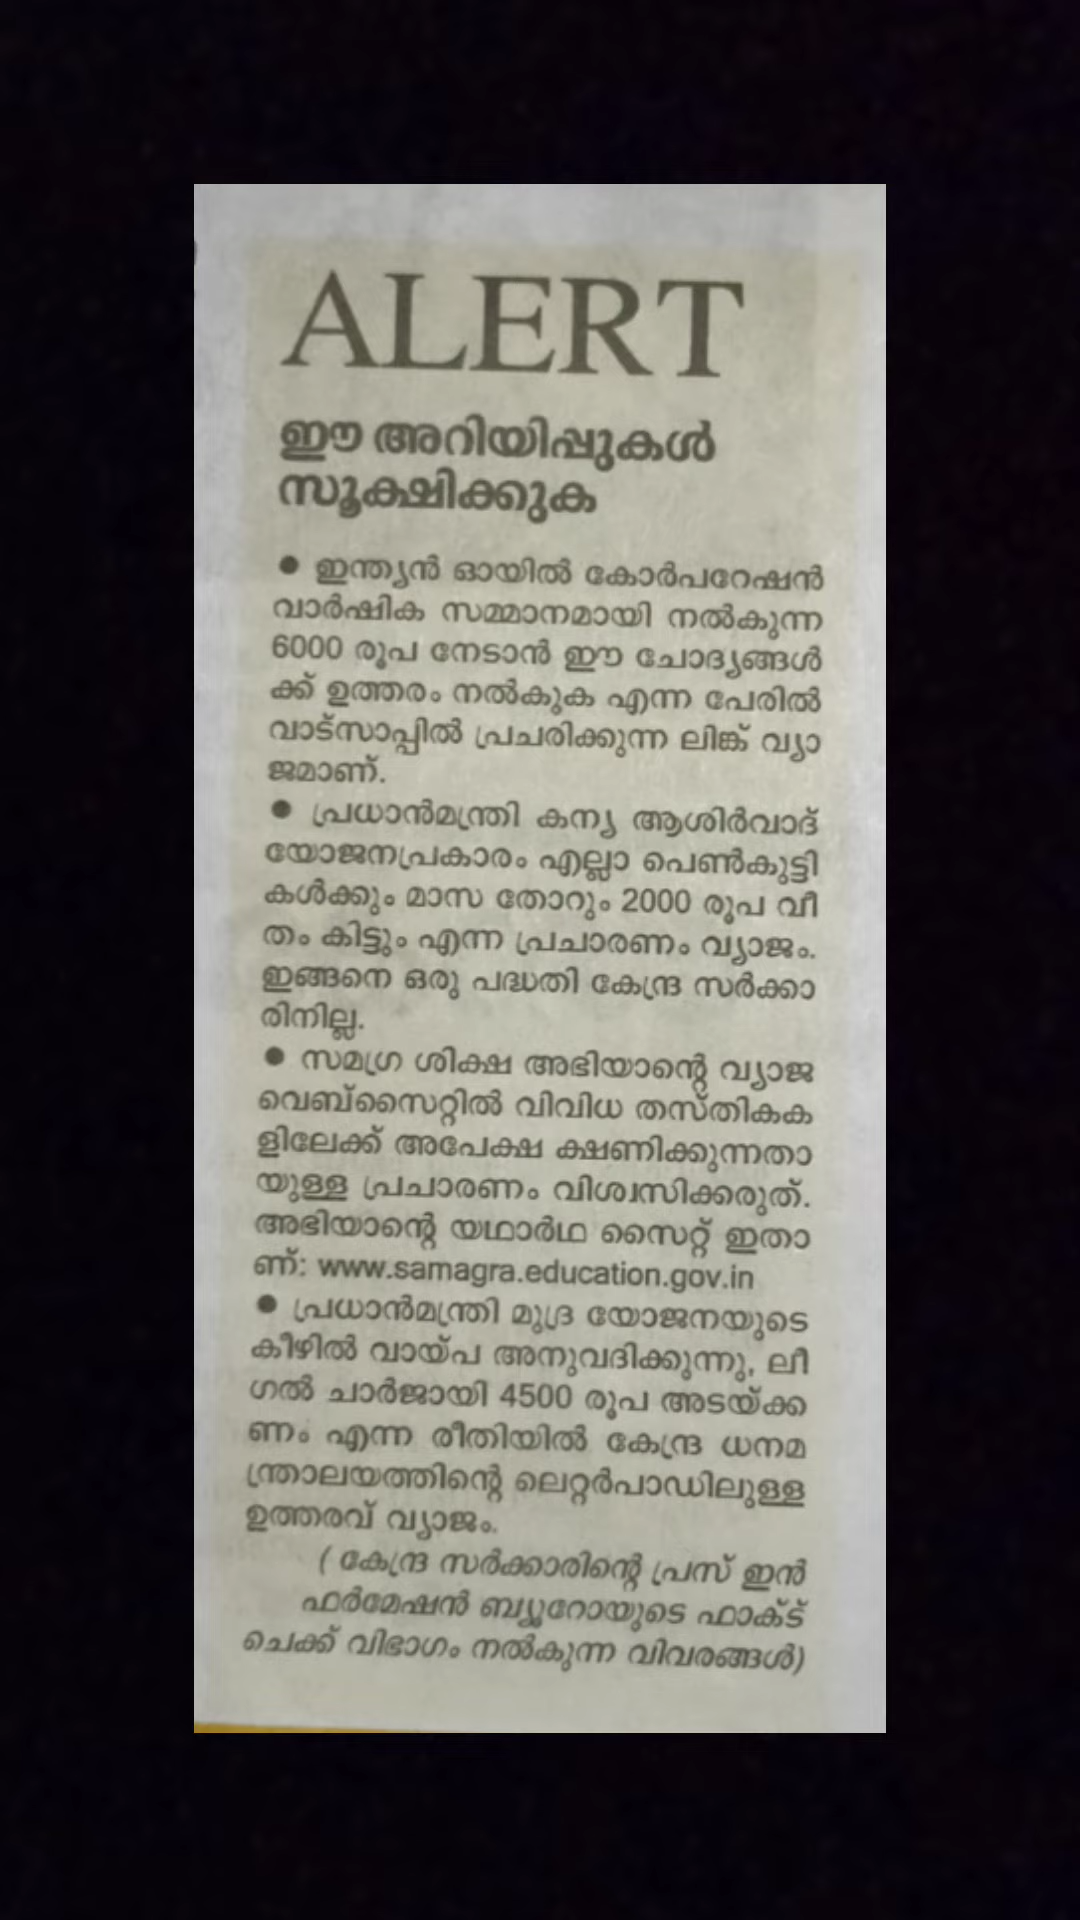 ALERT
ഈ അറിയിപ്പുകൾ
സൂക്ഷിക്കുക
● ഇന്ത്യൻ ഓയിൽ കോർപറേഷൻ
വാർഷിക സമ്മാനമായി നൽകുന്ന
6000 രൂപ നേടാൻ ഈ ചോദ്യങ്ങൾ
ക്ക് ഉത്തരം നൽകുക എന്ന പേരിൽ
വാട്സാപ്പിൽ പ്രചരിക്കുന്ന ലിങ്ക് വ്യാ
ജമാണ്.
● പ്രധാൻമന്ത്രി കന്യ ആശിർവാദ്
യോജനപ്രകാരം എല്ലാ പെൺകുട്ടി
കൾക്കും മാസ തോറും 2000 രൂപ വീ
തം കിട്ടും എന്ന പ്രചാരണം വ്യാജം.
ഇങ്ങനെ ഒരു പദ്ധതി കേന്ദ്ര സർക്കാ
രിനില്ല.
● സമഗ്ര ശിക്ഷ അഭിയാന്റെ വ്യാജ
വെബ്സൈറ്റിൽ വിവിധ തസ്തികക
ളിലേക്ക് അപേക്ഷ ക്ഷണിക്കുന്നതാ
യുള്ള പ്രചാരണം വിശ്വസിക്കരുത്.
അഭിയാന്റെ യഥാർഥ സൈറ്റ് ഇതാ
ണ്: www.samagra.education.gov.in
● പ്രധാൻമന്ത്രി മുദ്ര യോജനയുടെ
കീഴിൽ വായ്പ അനുവദിക്കുന്നു, ലീ
ഗൽ ചാർജായി 4500 രൂപ അടയ്ക്ക
ണം എന്ന രീതിയിൽ കേന്ദ്ര ധനമ
ന്ത്രാലയത്തിന്റെ ലെറ്റർപാഡിലുള്ള
ഉത്തരവ് വ്യാജം.
( കേന്ദ്ര സർക്കാരിന്റെ പ്രസ് ഇൻ
ഫർമേഷൻ ബ്യൂറോയുടെ ഫാക്ട്
ചെക്ക് വിഭാഗം നൽകുന്ന വിവരങ്ങൾ)